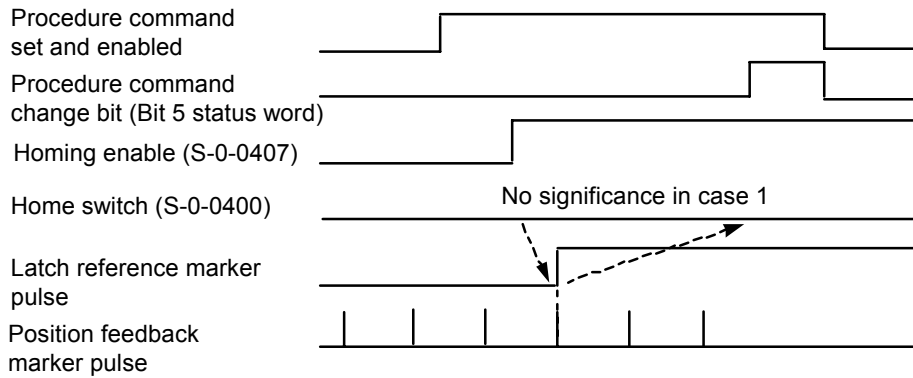 Procedure command
set and enabled
Procedure command
change bit (Bit 5 status word)
Homing enable (S-0-0407)
Home switch (S-0-0400)
No significance in case 1
Latch reference marker
pulse
Position feedback
marker pulse